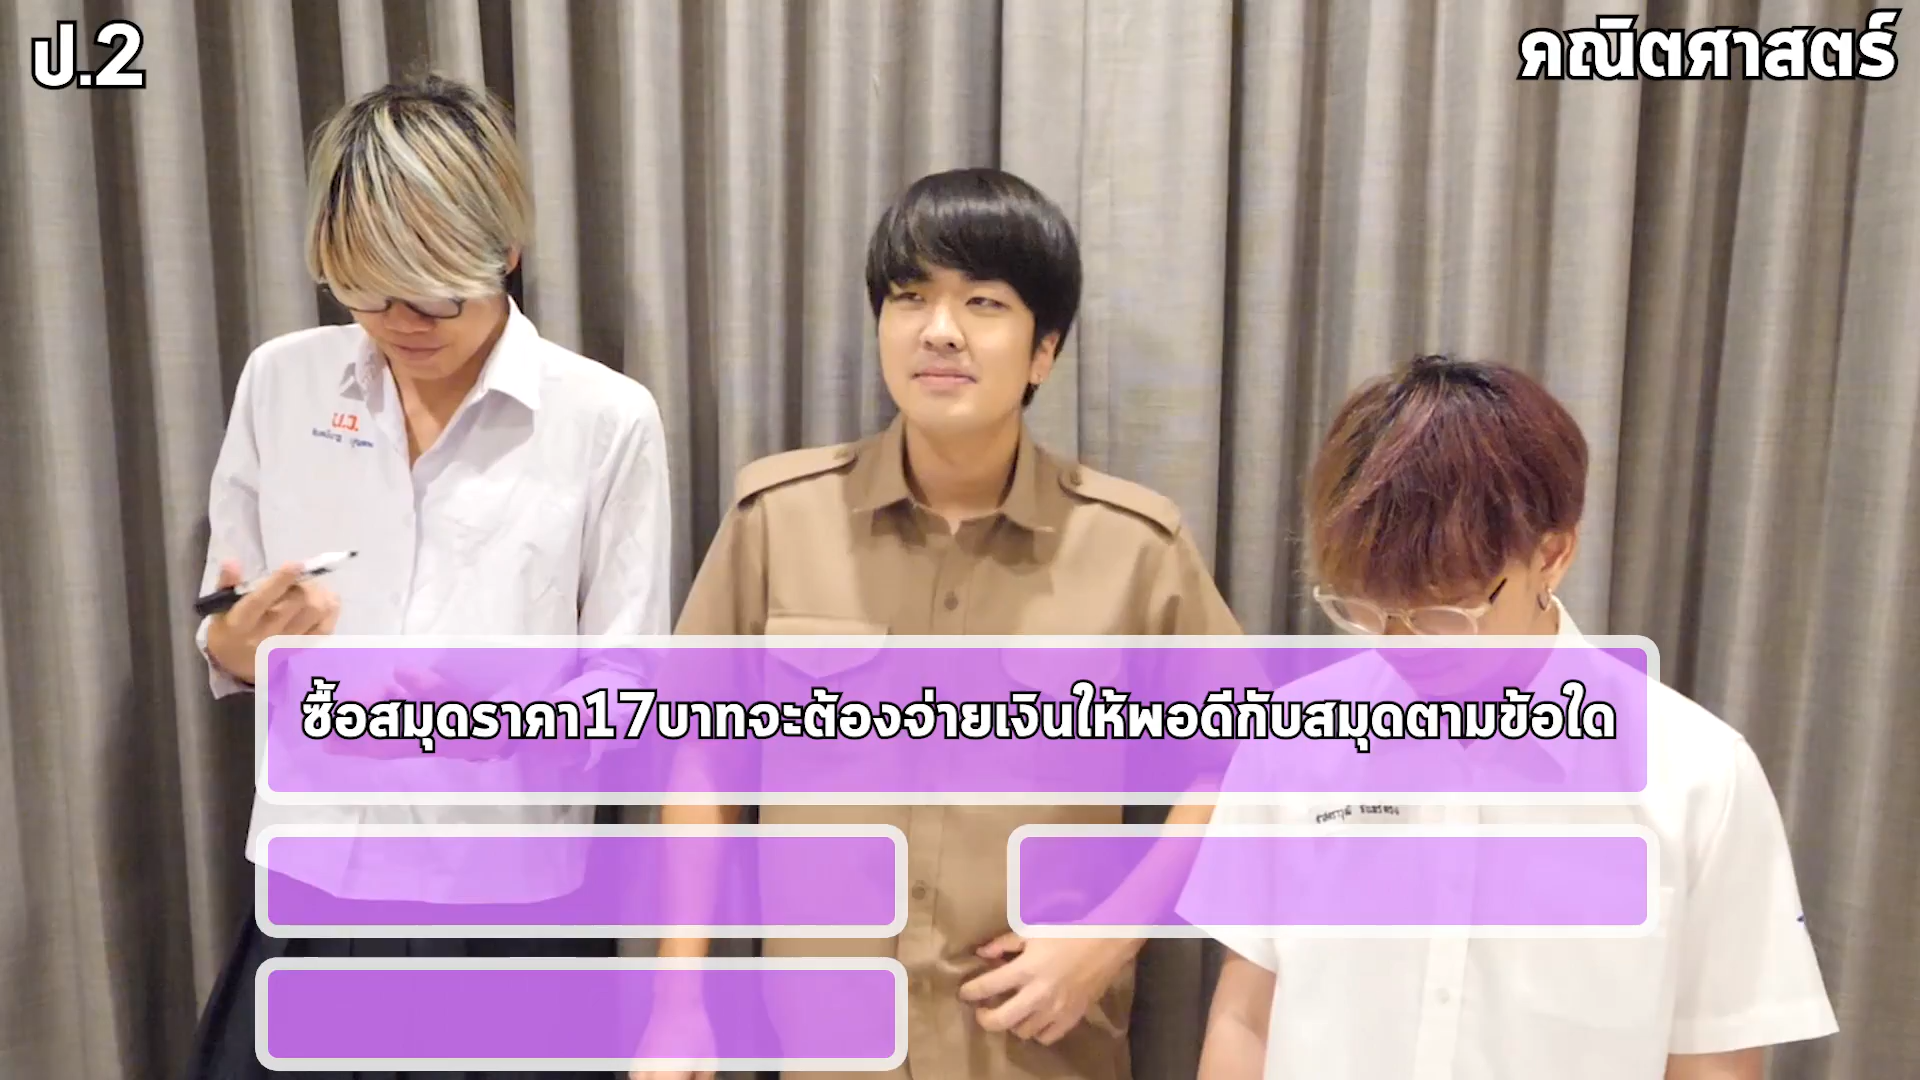 ป.2
คณิตศาสตร์
น.ว.
ซื้อสมุดราคา17บาทจะต้องจ่ายเงินให้พอดีกับสมุดตามข้อใด